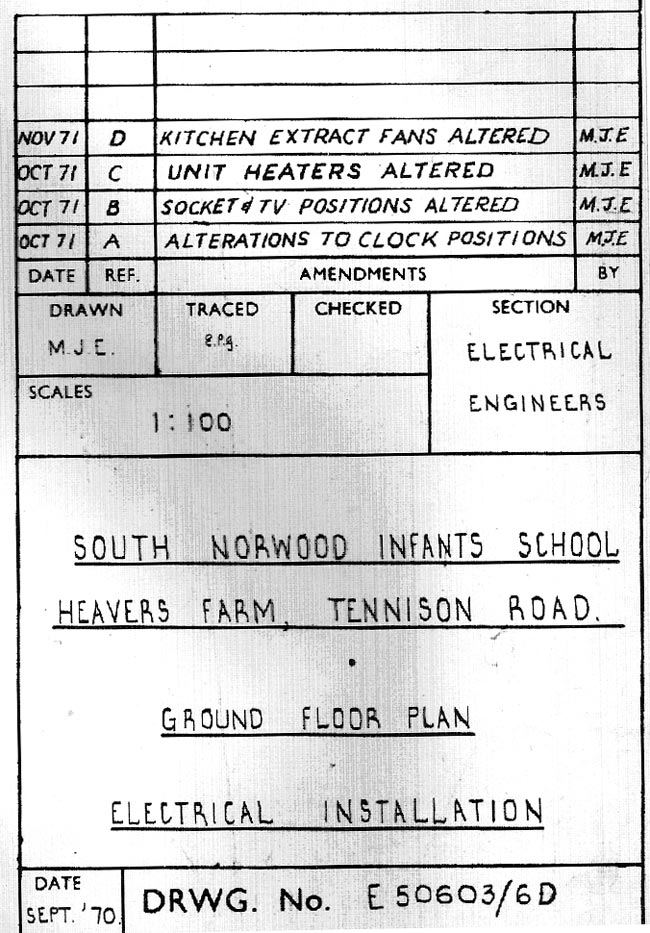 NOV 71 D KITCHEN EXTRACT FANS ALTERED M.J.E
OCT 71 C UNIT HEATERS ALTERED M.J.E
OCT 71 B SOCKET & TV POSITIONS ALTERED M.J.E
OCT 71 A ALTERATIONS TO CLOCK POSITIONS M.J.E
DATE REF. AMENDMENTS BY
DRAWN TRACED CHECKED SECTION
M.J.E. E.P.G. ELECTRICAL
SCALES ENGINEERS
1:100
SOUTH NORWOOD INFANTS SCHOOL
HEAVERS FARM, TENNISON ROAD.
GROUND FLOOR PLAN
ELECTRICAL INSTALLATION
DATE DRWG. No. E 50603/6D
SEPT. '70.